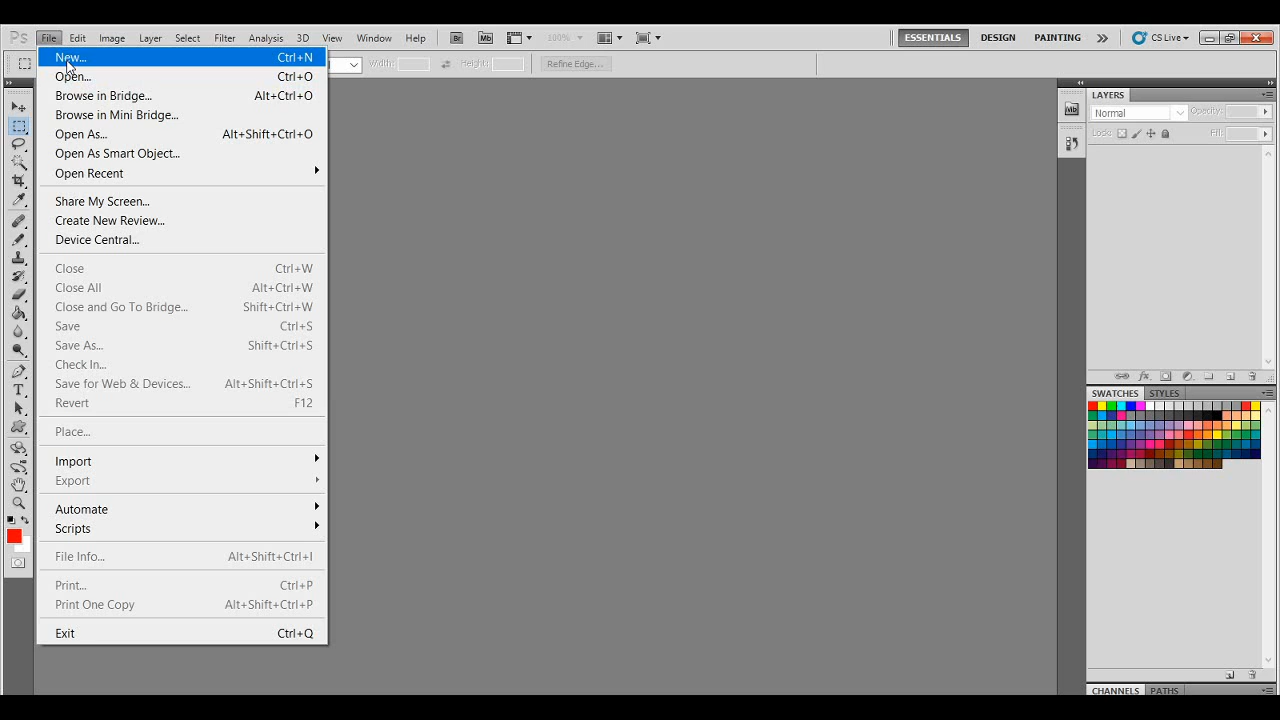 Ps File Edit Image Layer Select Filter Analysis 3D View Window Help Br Mb 100% ESSENTIALS DESIGN PAINTING CS Live
Width: Height: Refine Edge...
New... Ctrl+N
Open... Ctrl+O
Browse in Bridge... Alt+Ctrl+O
Browse in Mini Bridge...
Open As... Alt+Shift+Ctrl+O
Open As Smart Object...
Open Recent
Share My Screen...
Create New Review...
Device Central...
Close Ctrl+W
Close All Alt+Ctrl+W
Close and Go To Bridge... Shift+Ctrl+W
Save Ctrl+S
Save As... Shift+Ctrl+S
Check In...
Save for Web & Devices... Alt+Shift+Ctrl+S
Revert F12
Place...
Import
Export
Automate
Scripts
File Info... Alt+Shift+Ctrl+I
Print... Ctrl+P
Print One Copy Alt+Shift+Ctrl+P
Exit Ctrl+Q
Mb
LAYERS
Normal Opacity:
Lock: Fill:
SWATCHES STYLES
CHANNELS PATHS